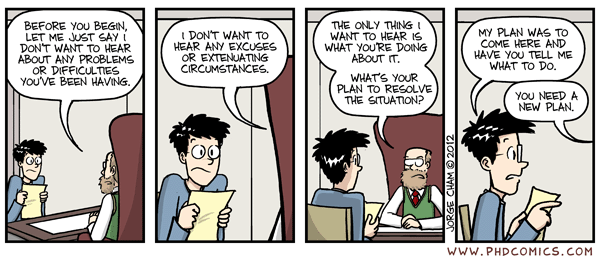 BEFORE YOU BEGIN,
LET ME JUST SAY I
DON'T WANT TO HEAR
ABOUT ANY PROBLEMS
OR DIFFICULTIES
YOU'VE BEEN HAVING.
I DON'T WANT TO
HEAR ANY EXCUSES
OR EXTENUATING
CIRCUMSTANCES.
THE ONLY THING I
WANT TO HEAR IS
WHAT YOU'RE DOING
ABOUT IT.
WHAT'S YOUR
PLAN TO RESOLVE
THE SITUATION?
MY PLAN WAS TO
COME HERE AND
HAVE YOU TELL ME
WHAT TO DO.
YOU NEED A
NEW PLAN.
JORGE CHAM © 2012
WWW.PHDCOMICS.COM